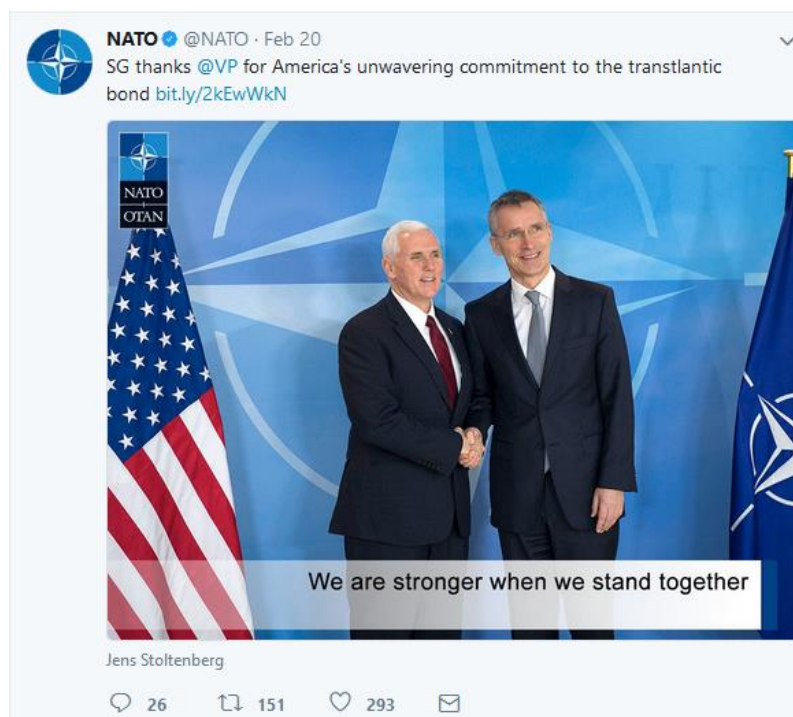 NATO @NATO · Feb 20
SG thanks @VP for America's unwavering commitment to the transtlantic
bond bit.ly/2kEwWkN
NATO
OTAN
We are stronger when we stand together
Jens Stoltenberg
26 151 293